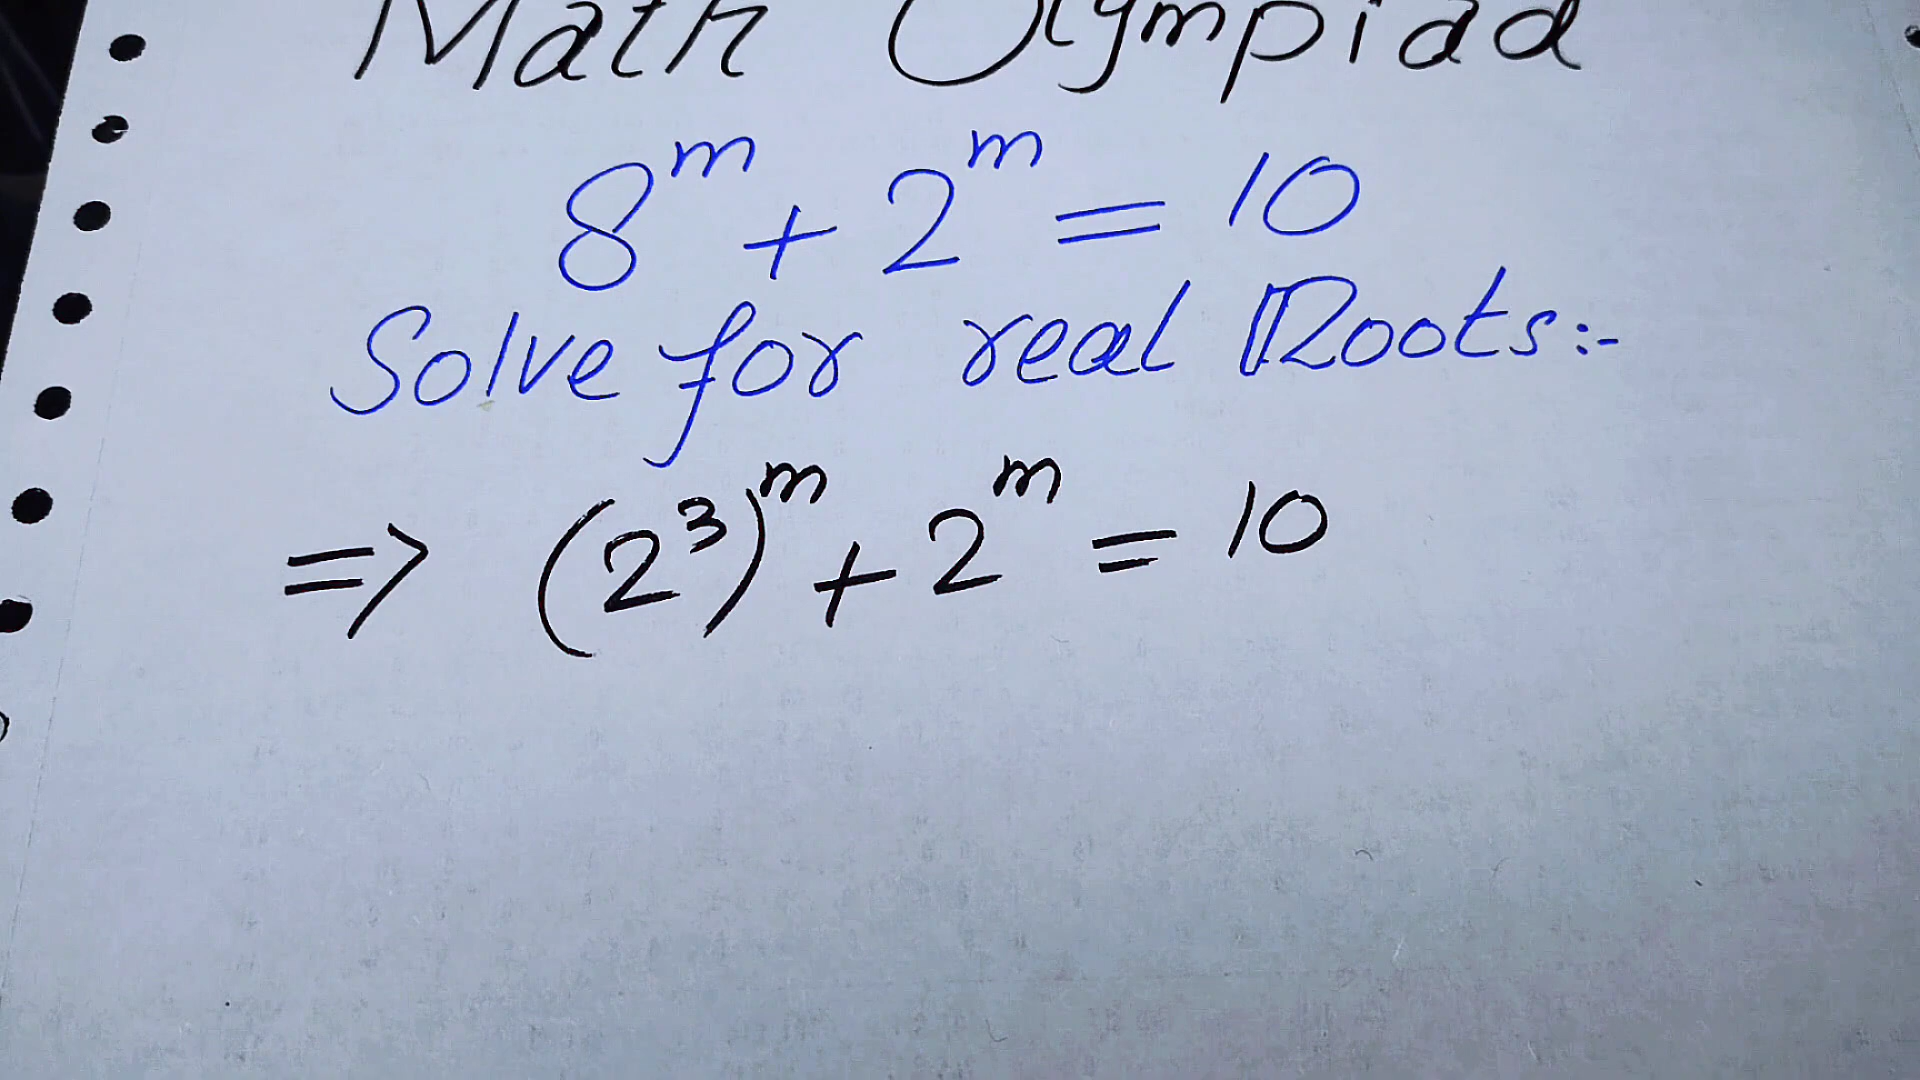 Math Olympiad
8^m + 2^m = 10
Solve for real Roots:-
⇒ (2^3)^m + 2^m = 10